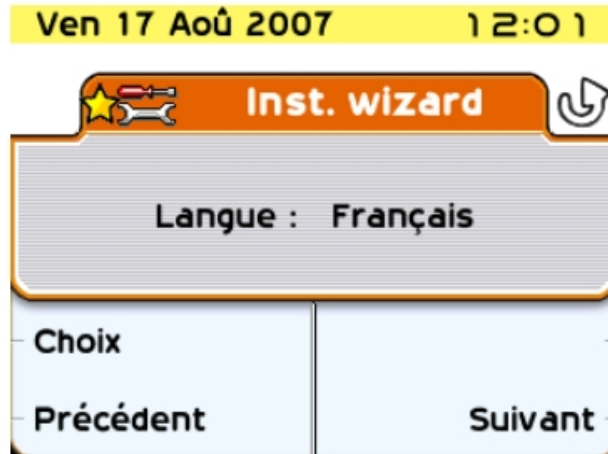 Ven 17 Aoû 2007 12:01
Inst. wizard
Langue : Français
Choix
Précédent Suivant